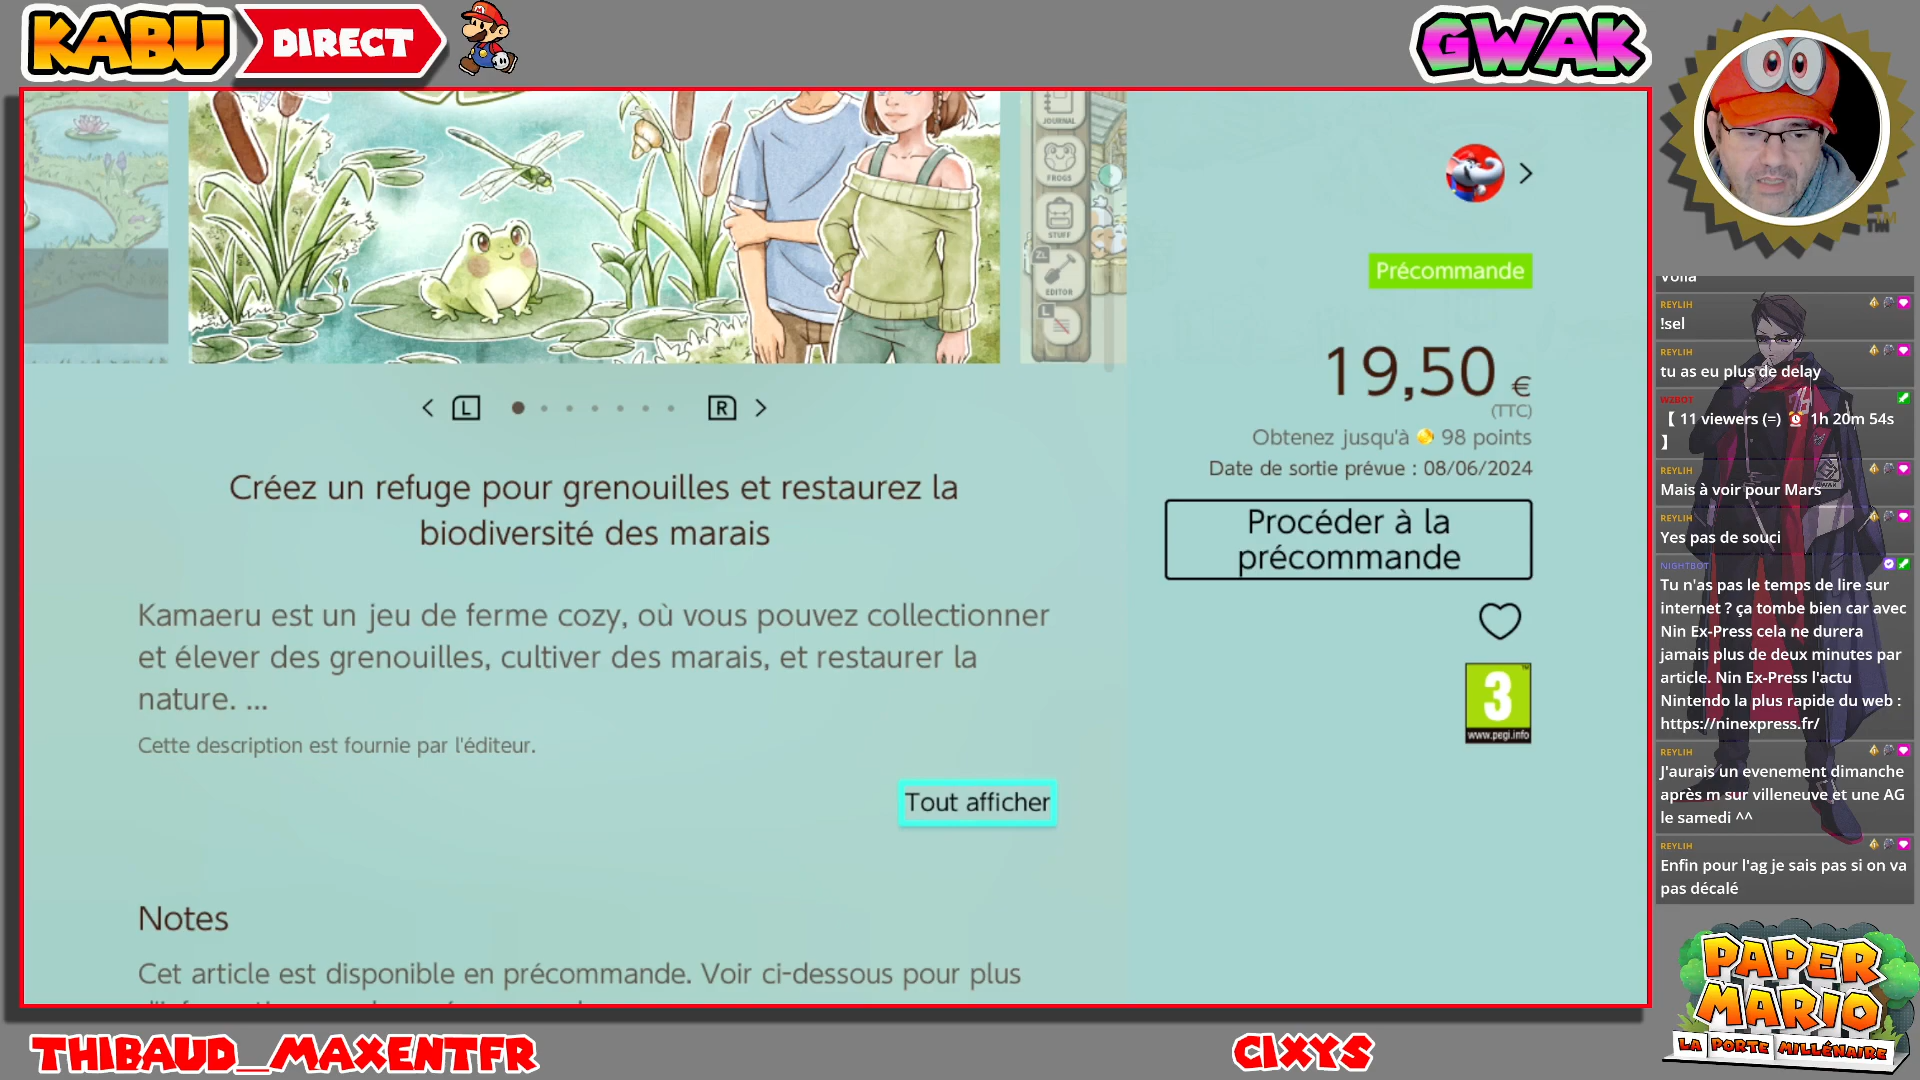 KABU
DIRECT
GWAK
TM
JOURNAL
FROGS
STUFF
ZL
EDITOR
L
Précommande
19,50 €
(TTC)
Obtenez jusqu'à 98 points
Date de sortie prévue : 08/06/2024
Procéder à la
précommande
3
www.pegi.info
L
R
Créez un refuge pour grenouilles et restaurez la
biodiversité des marais
Kamaeru est un jeu de ferme cozy, où vous pouvez collectionner
et élever des grenouilles, cultiver des marais, et restaurer la
nature. ...
Cette description est fournie par l'éditeur.
Tout afficher
Notes
Cet article est disponible en précommande. Voir ci-dessous pour plus
Voilà
REYLIH
!sel
REYLIH
tu as eu plus de delay
WZBOT
【 11 viewers (=) ⏰ 1h 20m 54s
】
REYLIH
Mais à voir pour Mars
REYLIH
Yes pas de souci
NIGHTBOT
Tu n'as pas le temps de lire sur
internet ? ça tombe bien car avec
Nin Ex-Press cela ne durera
jamais plus de deux minutes par
article. Nin Ex-Press l'actu
Nintendo la plus rapide du web :
https://ninexpress.fr/
REYLIH
J'aurais un evenement dimanche
après m sur villeneuve et une AG
le samedi ^^
REYLIH
Enfin pour l'ag je sais pas si on va
pas décalé
GWAK
PAPER
MARIO
LA PORTE MILLÉNAIRE
THIBAUD_MAXENTFR
CIXYS